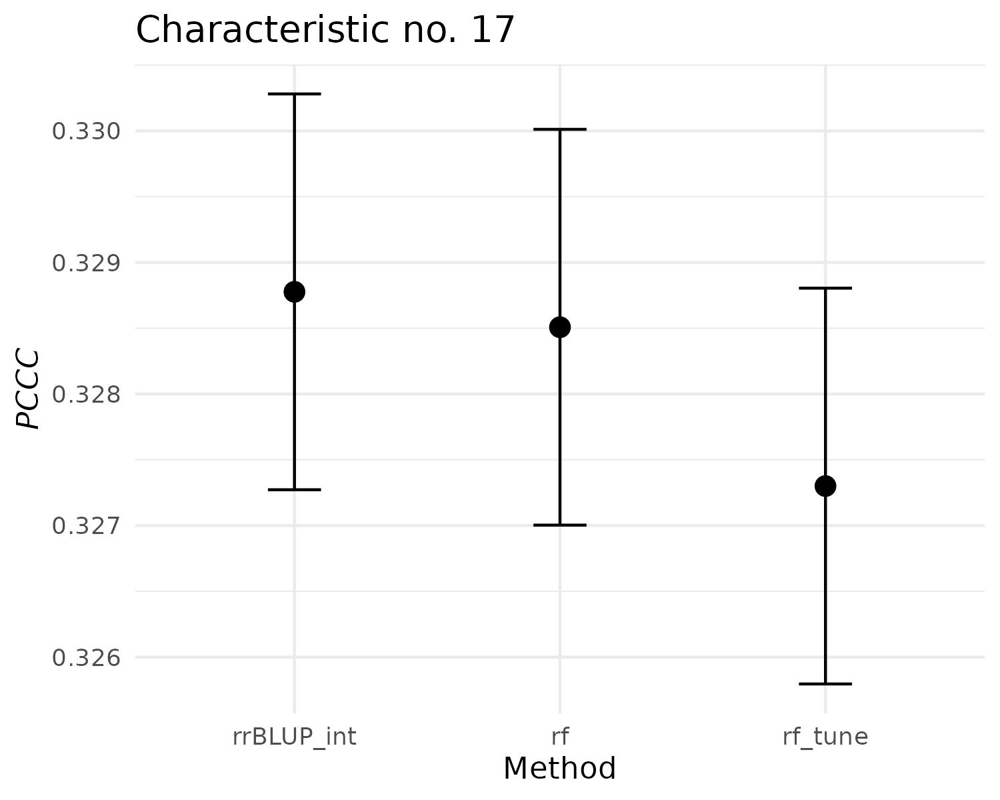 Characteristic no. 17
PCCC
0.330
0.329
0.328
0.327
0.326
rrBLUP_int
rf
rf_tune
Method